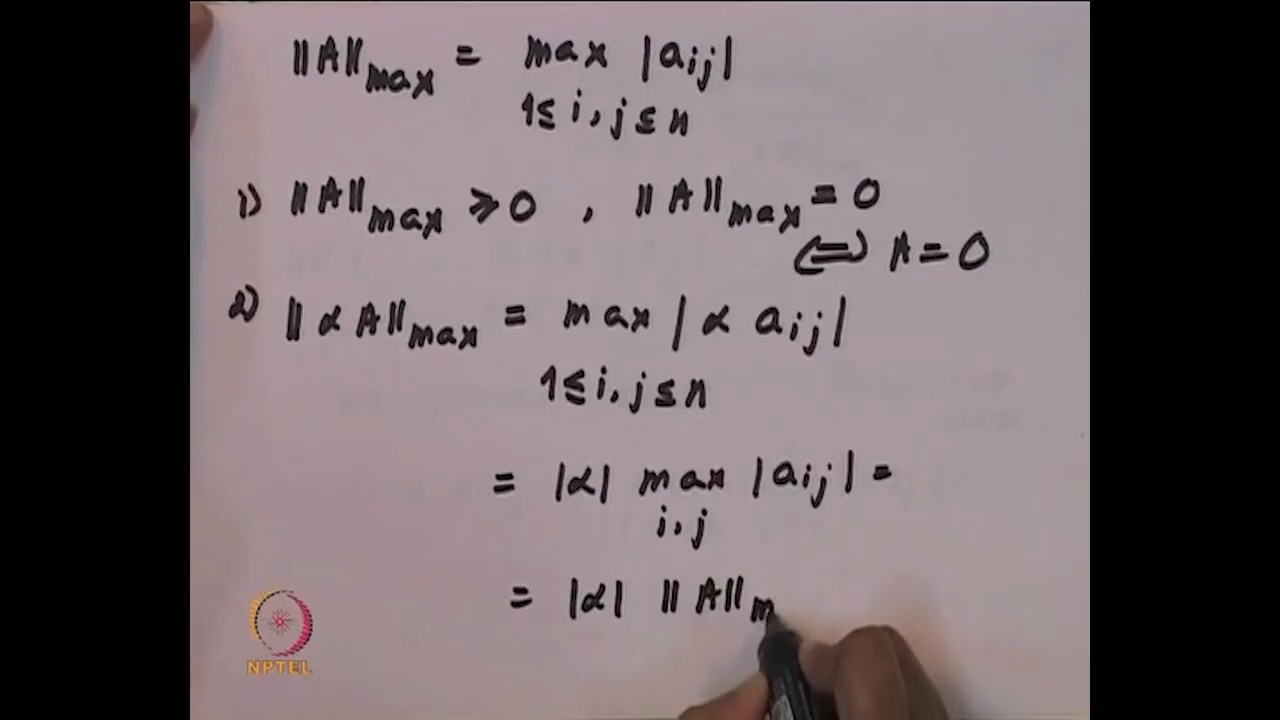 ‖A‖max = max |aij|
1≤ i, j ≤ n
1) ‖A‖max ≥ 0 , ‖A‖max = 0
⟺ A = 0
2) ‖αA‖max = max |α aij|
1≤ i, j ≤ n
= |α| max |aij| =
i, j
= |α| ‖A‖m
NPTEL